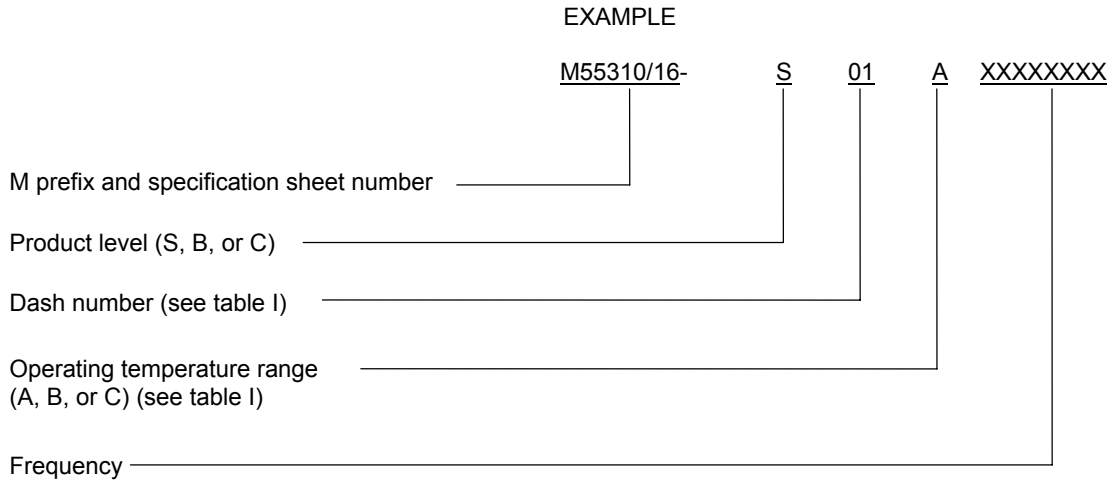 EXAMPLE
M55310/16- S 01 A XXXXXXXX
M prefix and specification sheet number
Product level (S, B, or C)
Dash number (see table I)
Operating temperature range
(A, B, or C) (see table I)
Frequency